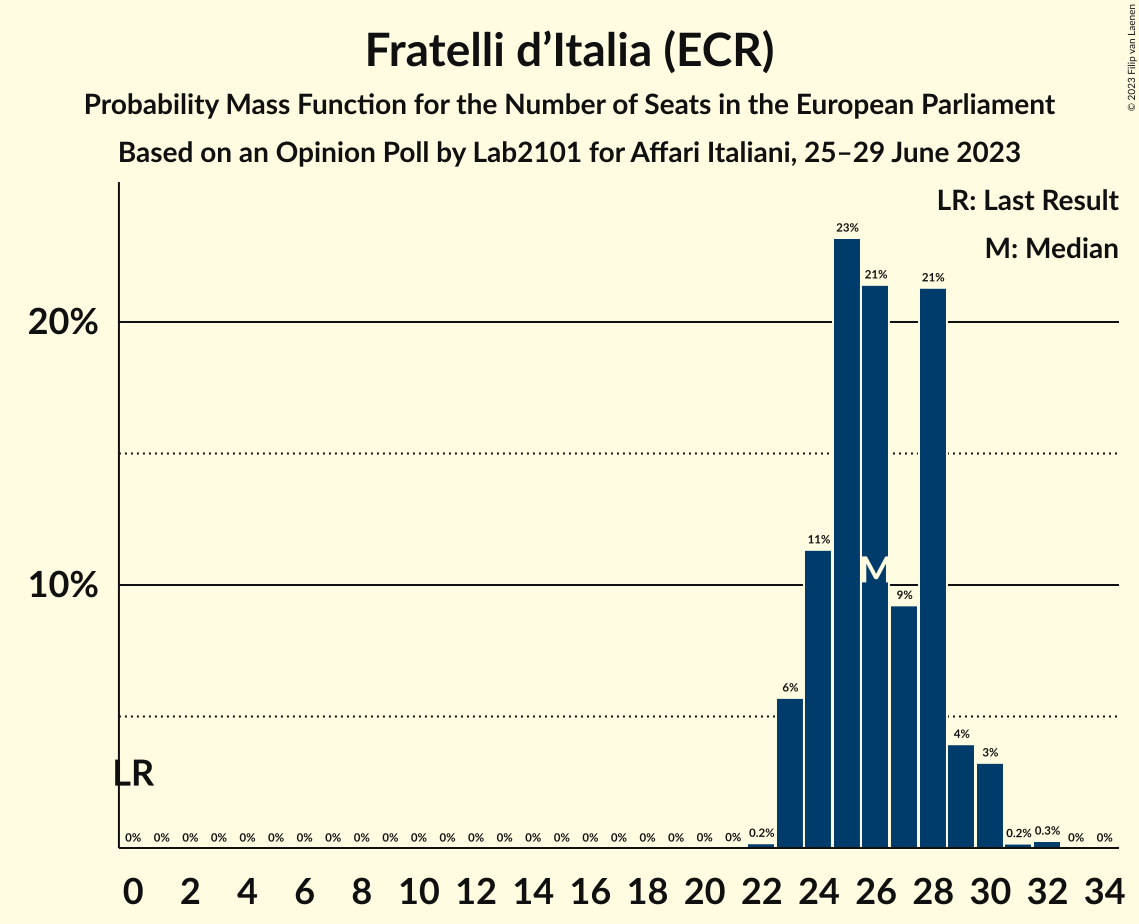 Fratelli d’Italia (ECR)
Probability Mass Function for the Number of Seats in the European Parliament
Based on an Opinion Poll by Lab2101 for Affari Italiani, 25–29 June 2023
© 2023 Filip van Laenen
LR: Last Result
M: Median
23%
21%
21%
20%
11%
M
10%
9%
6%
4%
3%
LR
0% 0% 0% 0% 0% 0% 0% 0% 0% 0% 0% 0% 0% 0% 0% 0% 0% 0% 0% 0% 0% 0% 0.2% 0.2% 0.3% 0% 0%
0 2 4 6 8 10 12 14 16 18 20 22 24 26 28 30 32 34